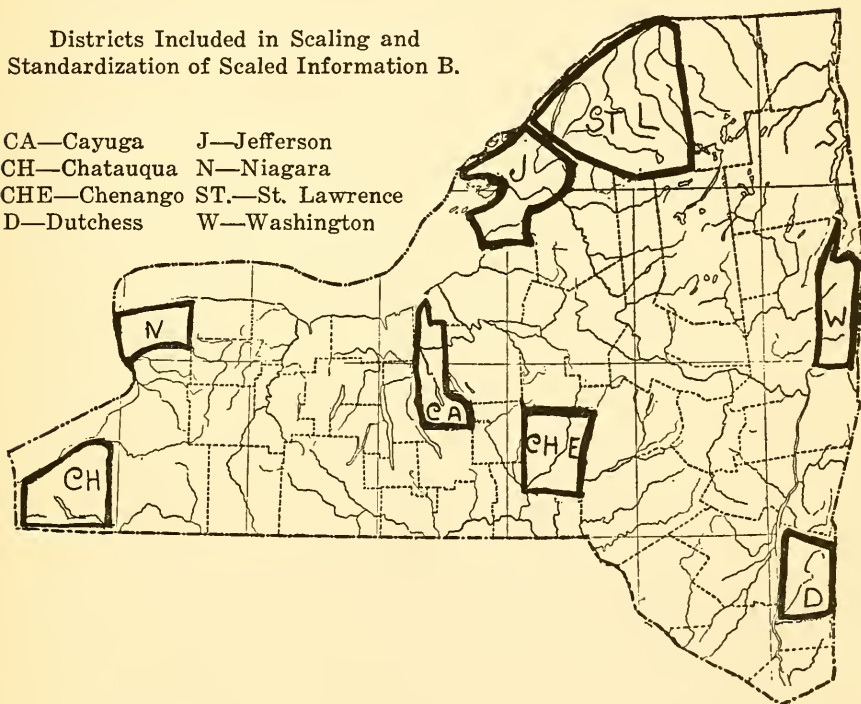 Districts Included in Scaling and
Standardization of Scaled Information B.
CA—Cayuga J—Jefferson
CH—Chatauqua N—Niagara
CHE—Chenango ST.—St. Lawrence
D—Dutchess W—Washington
ST L
J
N
W
CA
CHE
CH
D